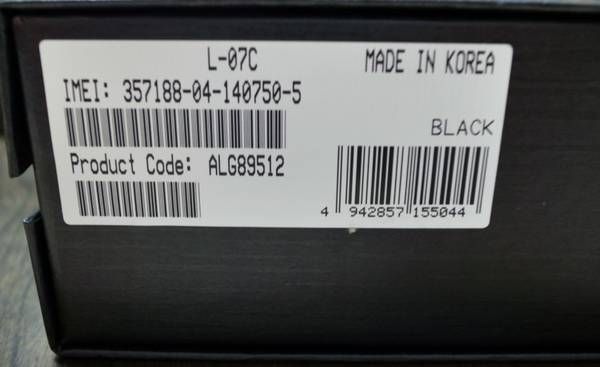 L-07C
MADE IN KOREA
IMEI: 357188-04-140750-5
BLACK
Product Code: ALG89512
4 942857 155044